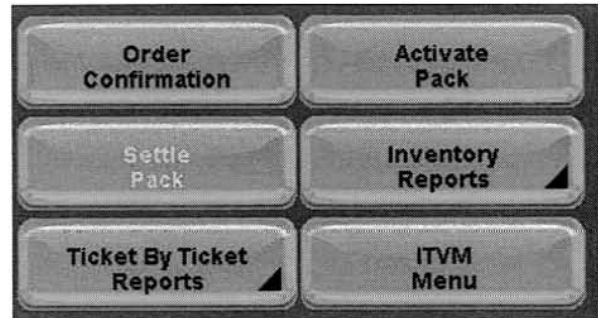 Order
Confirmation
Activate
Pack
Settle
Pack
Inventory
Reports
Ticket By Ticket
Reports
ITVM
Menu